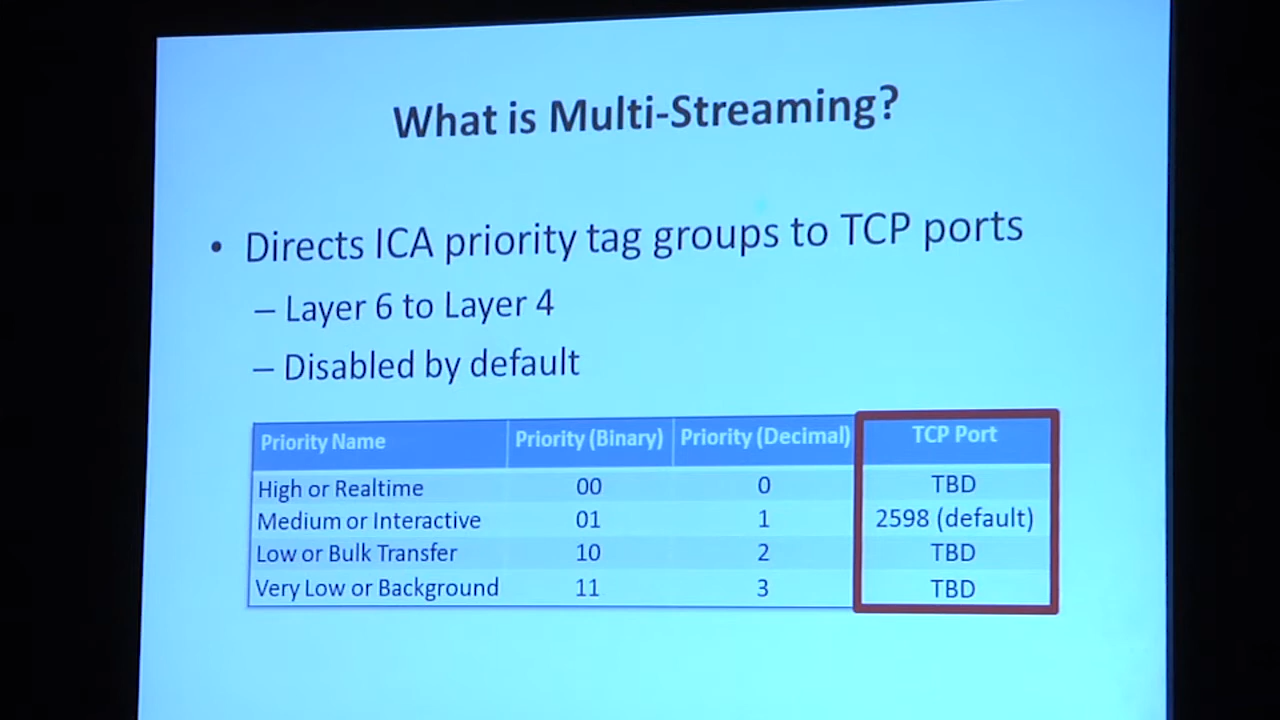 What is Multi-Streaming?
• Directs ICA priority tag groups to TCP ports
– Layer 6 to Layer 4
– Disabled by default
Priority Name Priority (Binary) Priority (Decimal) TCP Port
High or Realtime 00 0 TBD
Medium or Interactive 01 1 2598 (default)
Low or Bulk Transfer 10 2 TBD
Very Low or Background 11 3 TBD